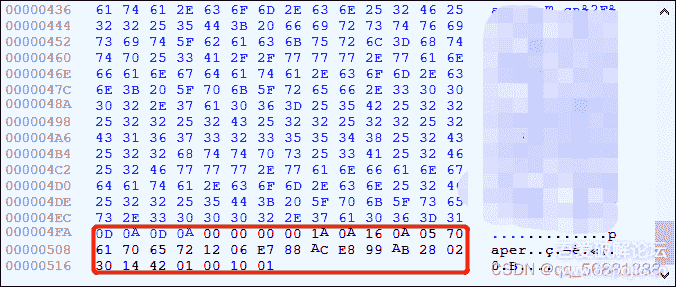 00000436 61 74 61 2E 63 6F 6D 2E 63 6E 25 32 46 25
00000444 32 32 25 35 44 3B 20 66 69 72 73 74 76 69
00000452 73 69 74 5F 62 61 63 6B 75 72 6C 3D 68 74
00000460 74 70 25 33 41 2F 2F 77 77 77 2E 77 61 6E
0000046E 66 61 6E 67 64 61 74 61 2E 63 6F 6D 2E 63
0000047C 6E 3B 20 5F 70 6B 5F 72 65 66 2E 33 30 30
0000048A 30 32 2E 37 61 30 36 3D 25 35 42 25 32 32
00000498 25 32 32 25 32 43 25 32 32 25 32 32 25 32
000004A6 43 31 36 37 33 32 33 35 35 34 38 25 32 43
000004B4 25 32 32 68 74 74 70 73 25 33 41 25 32 46
000004C2 25 32 46 77 77 77 2E 77 61 6E 66 61 6E 67
000004D0 64 61 74 61 2E 63 6F 6D 2E 63 6E 25 32 46
000004DE 25 32 32 25 35 44 3B 20 5F 70 6B 5F 73 65
000004EC 73 2E 33 30 30 30 32 2E 37 61 30 36 3D 31
000004FA 0D 0A 0D 0A 00 00 00 00 1A 0A 16 0A 05 70 .............p
00000508 61 70 65 72 12 06 E7 88 AC E8 99 AB 28 02
00000516 30 14 42 01 00 10 01